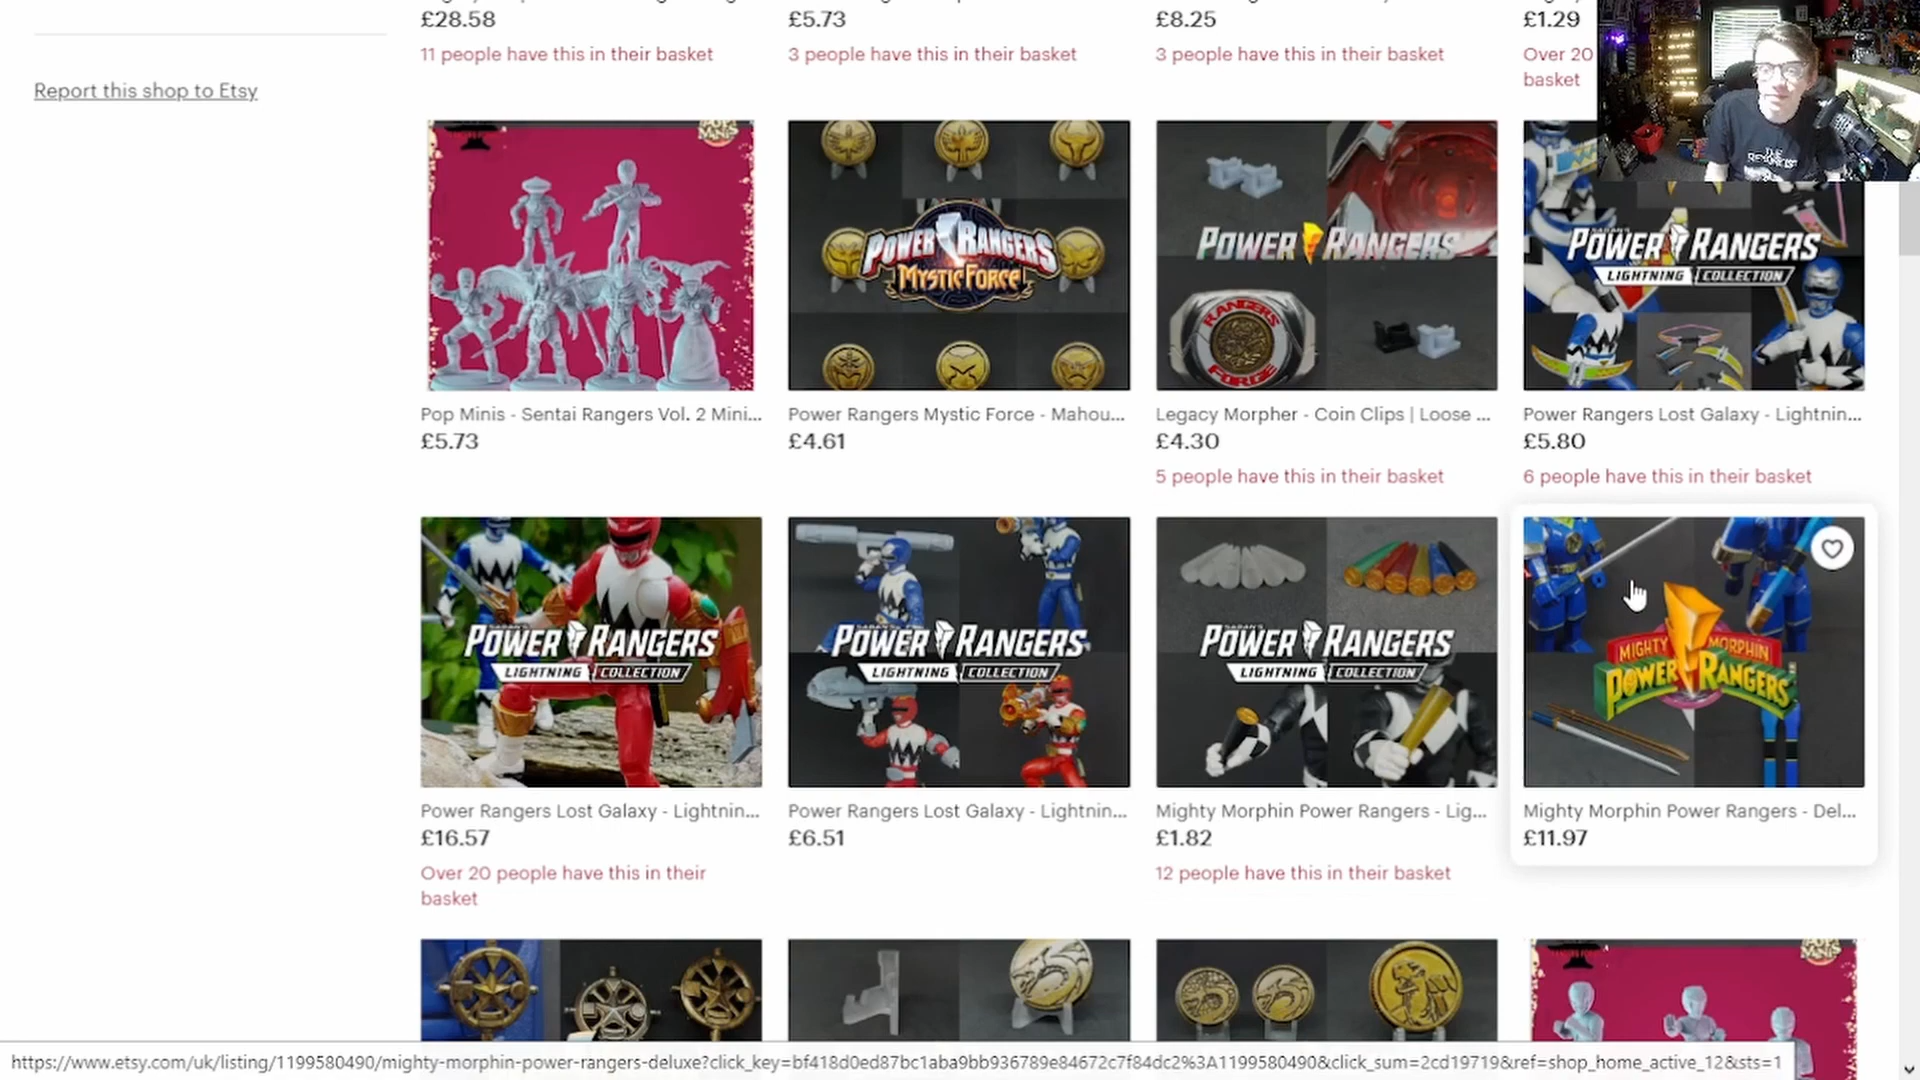 £28.58
£5.73
£8.25
£1.29
11 people have this in their basket
3 people have this in their basket
3 people have this in their basket
Over 20
basket
Report this shop to Etsy
POPS
MINIS
POWER RANGERS
MYSTIC FORCE
POWER RANGERS
RANGERS
FORCE
POWER RANGERS
LIGHTNING COLLECTION
Pop Minis - Sentai Rangers Vol. 2 Mini...
Power Rangers Mystic Force - Mahou...
Legacy Morpher - Coin Clips | Loose ...
Power Rangers Lost Galaxy - Lightnin...
£5.73
£4.61
£4.30
£5.80
5 people have this in their basket
6 people have this in their basket
POWER RANGERS
LIGHTNING COLLECTION
POWER RANGERS
LIGHTNING COLLECTION
POWER RANGERS
LIGHTNING COLLECTION
MIGHTY MORPHIN
POWER RANGERS
Power Rangers Lost Galaxy - Lightnin...
Power Rangers Lost Galaxy - Lightnin...
Mighty Morphin Power Rangers - Lig...
Mighty Morphin Power Rangers - Del...
£16.57
£6.51
£1.82
£11.97
Over 20 people have this in their
basket
12 people have this in their basket
https://www.etsy.com/uk/listing/1199580490/mighty-morphin-power-rangers-deluxe?click_key=bf418d0ed87bc1aba9bb936789e84672c7f84dc2%3A1199580490&click_sum=2cd19719&ref=shop_home_active_12&sts=1